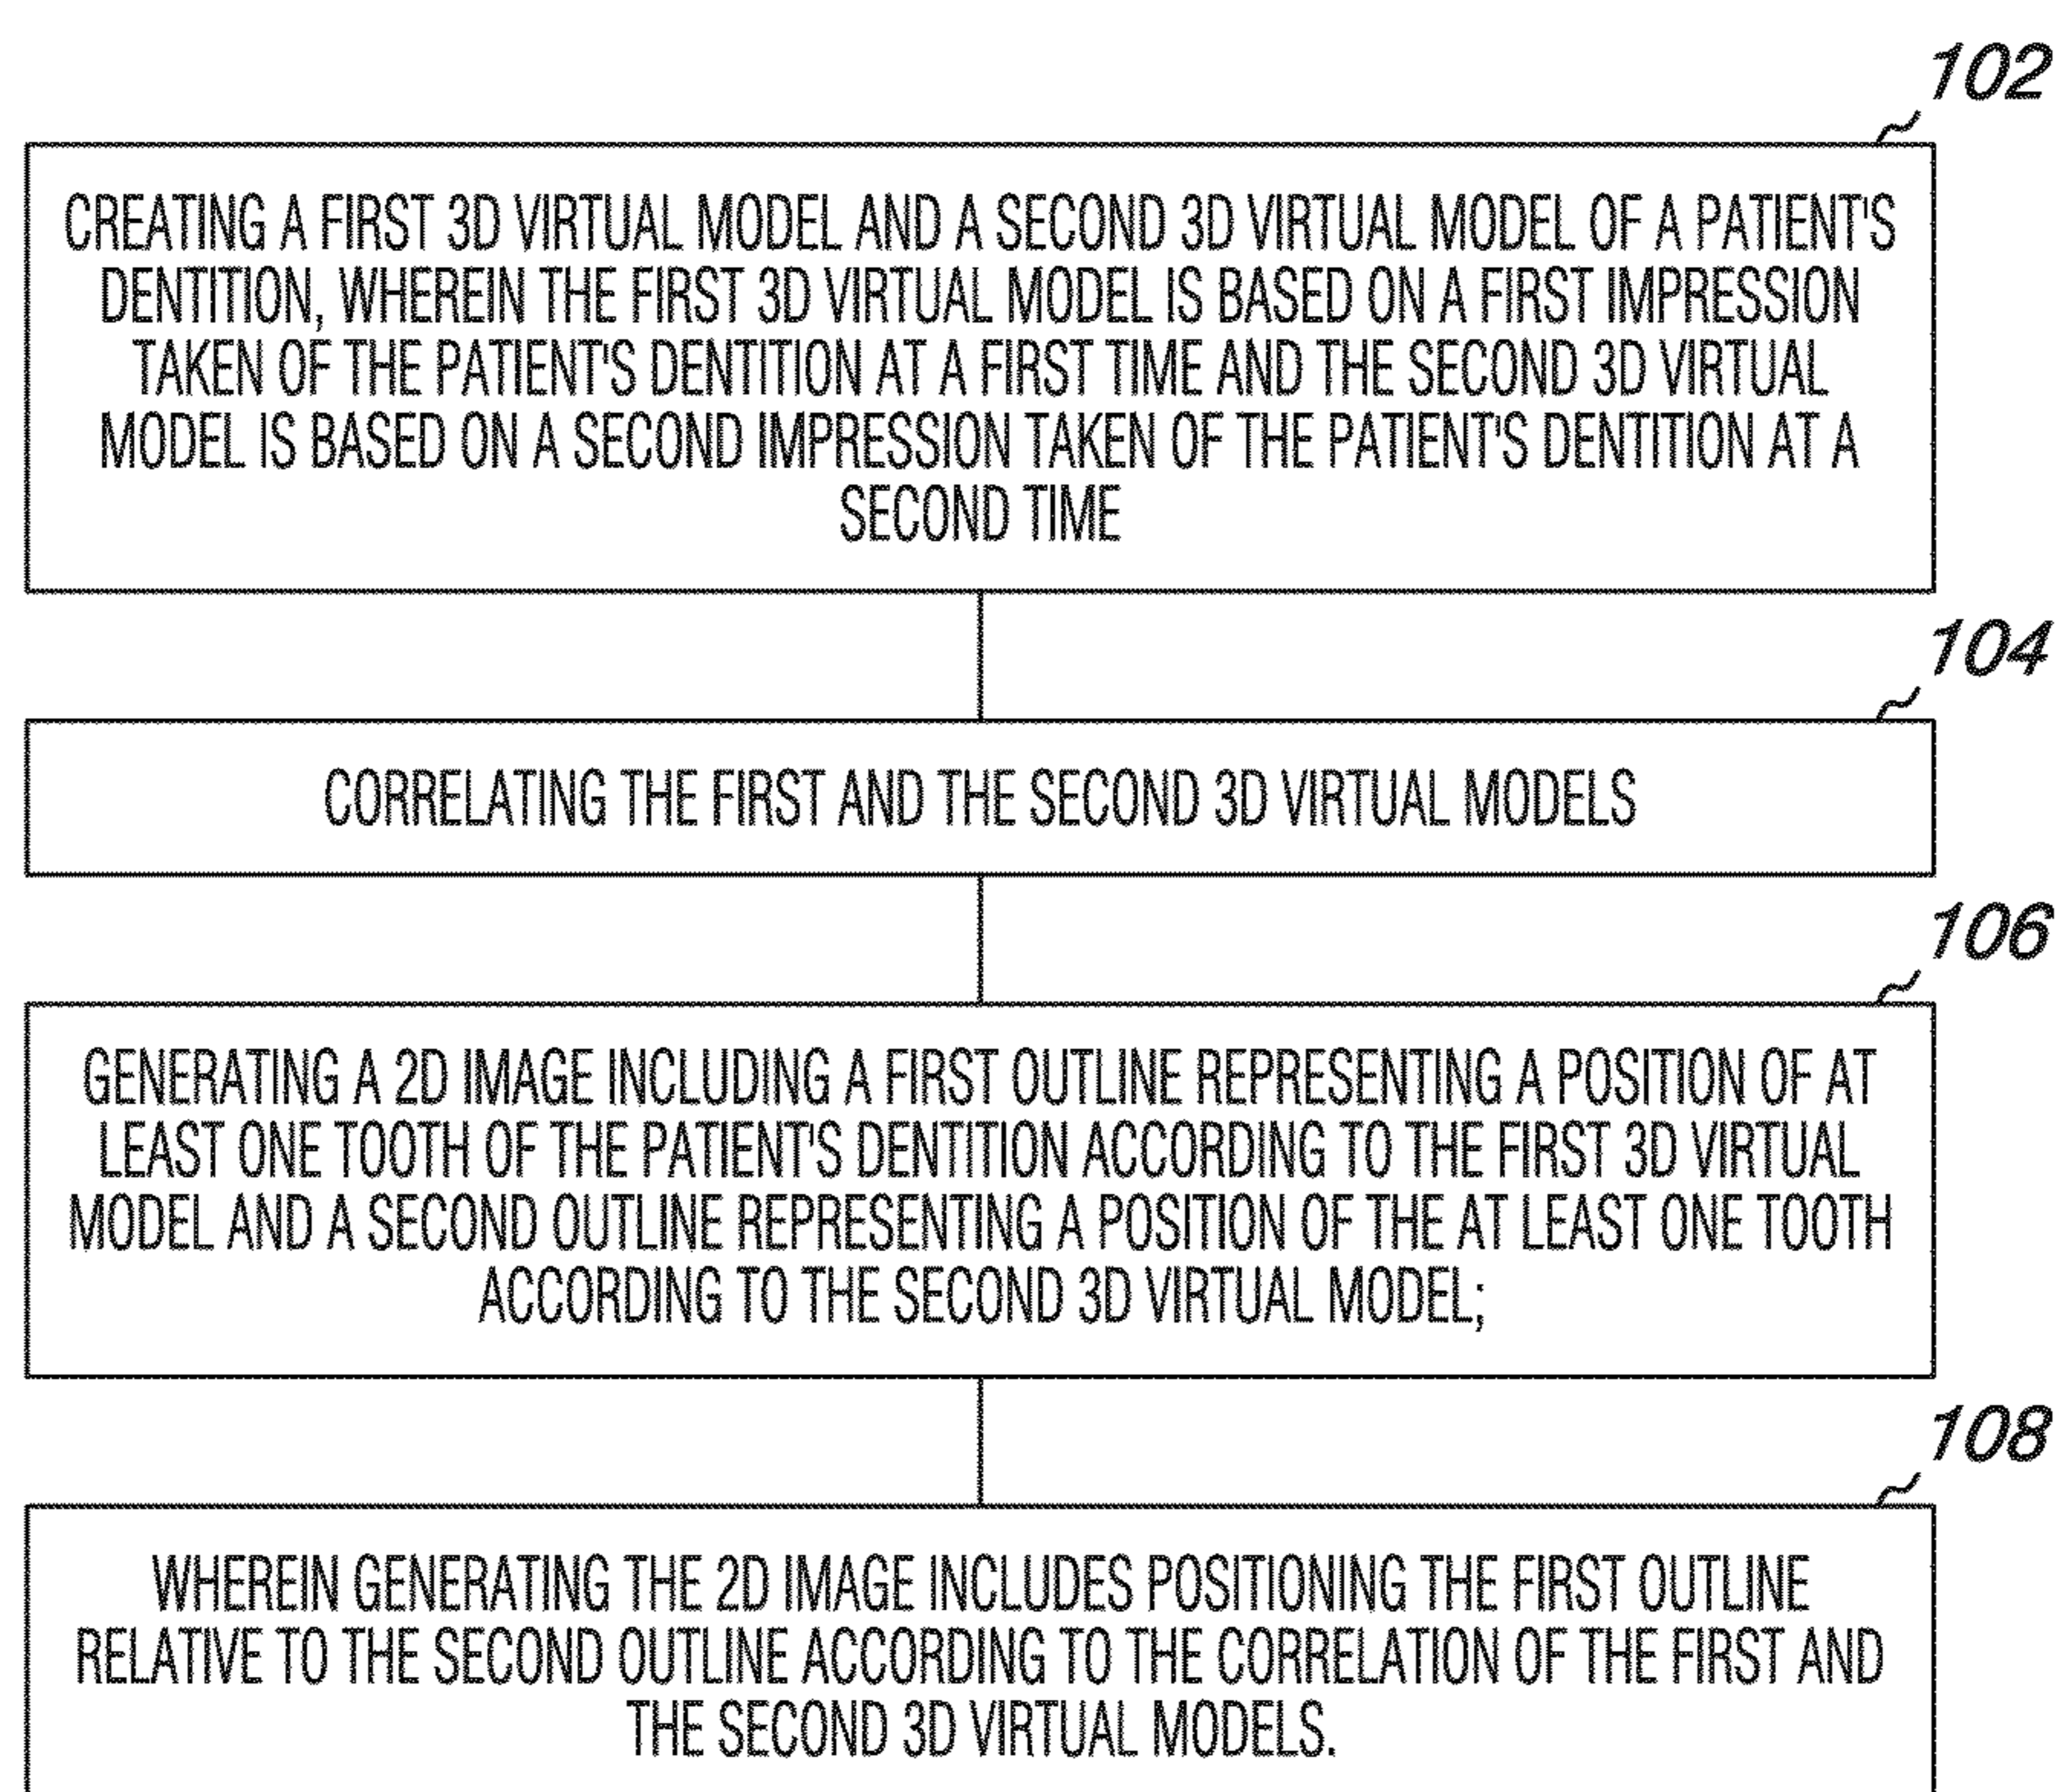 102
CREATING A FIRST 3D VIRTUAL MODEL AND A SECOND 3D VIRTUAL MODEL OF A PATIENT'S
DENTITION, WHEREIN THE FIRST 3D VIRTUAL MODEL IS BASED ON A FIRST IMPRESSION
TAKEN OF THE PATIENT'S DENTITION AT A FIRST TIME AND THE SECOND 3D VIRTUAL
MODEL IS BASED ON A SECOND IMPRESSION TAKEN OF THE PATIENT'S DENTITION AT A
SECOND TIME
104
CORRELATING THE FIRST AND THE SECOND 3D VIRTUAL MODELS
106
GENERATING A 2D IMAGE INCLUDING A FIRST OUTLINE REPRESENTING A POSITION OF AT
LEAST ONE TOOTH OF THE PATIENT'S DENTITION ACCORDING TO THE FIRST 3D VIRTUAL
MODEL AND A SECOND OUTLINE REPRESENTING A POSITION OF THE AT LEAST ONE TOOTH
ACCORDING TO THE SECOND 3D VIRTUAL MODEL;
108
WHEREIN GENERATING THE 2D IMAGE INCLUDES POSITIONING THE FIRST OUTLINE
RELATIVE TO THE SECOND OUTLINE ACCORDING TO THE CORRELATION OF THE FIRST AND
THE SECOND 3D VIRTUAL MODELS.